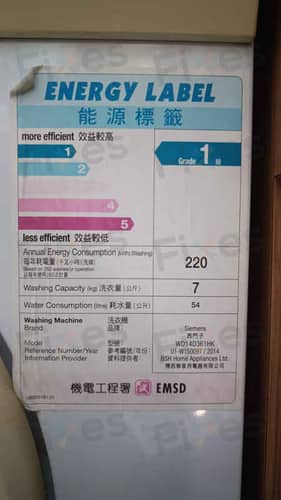 ENERGY LABEL
能源標籤
more efficient 效益較高
1
2
4
5
Grade 1 級
less efficient 效益較低
Annual Energy Consumption (kWh) (Washing)
每年耗電量 (千瓦小時) (洗滌)
220
Washing Capacity (kg) 洗衣量 (公斤) 7
Water Consumption (litre) 耗水量 (公升) 54
Washing Machine 洗衣機
Brand 品牌: Siemens
西門子
Model 型號: WD14D361HK
Reference Number/Year 參考編號/年份: U1-W150097 / 2014
Information Provider 資料提供者: BSH Home Appliances Ltd.
機電工程署 EMSD